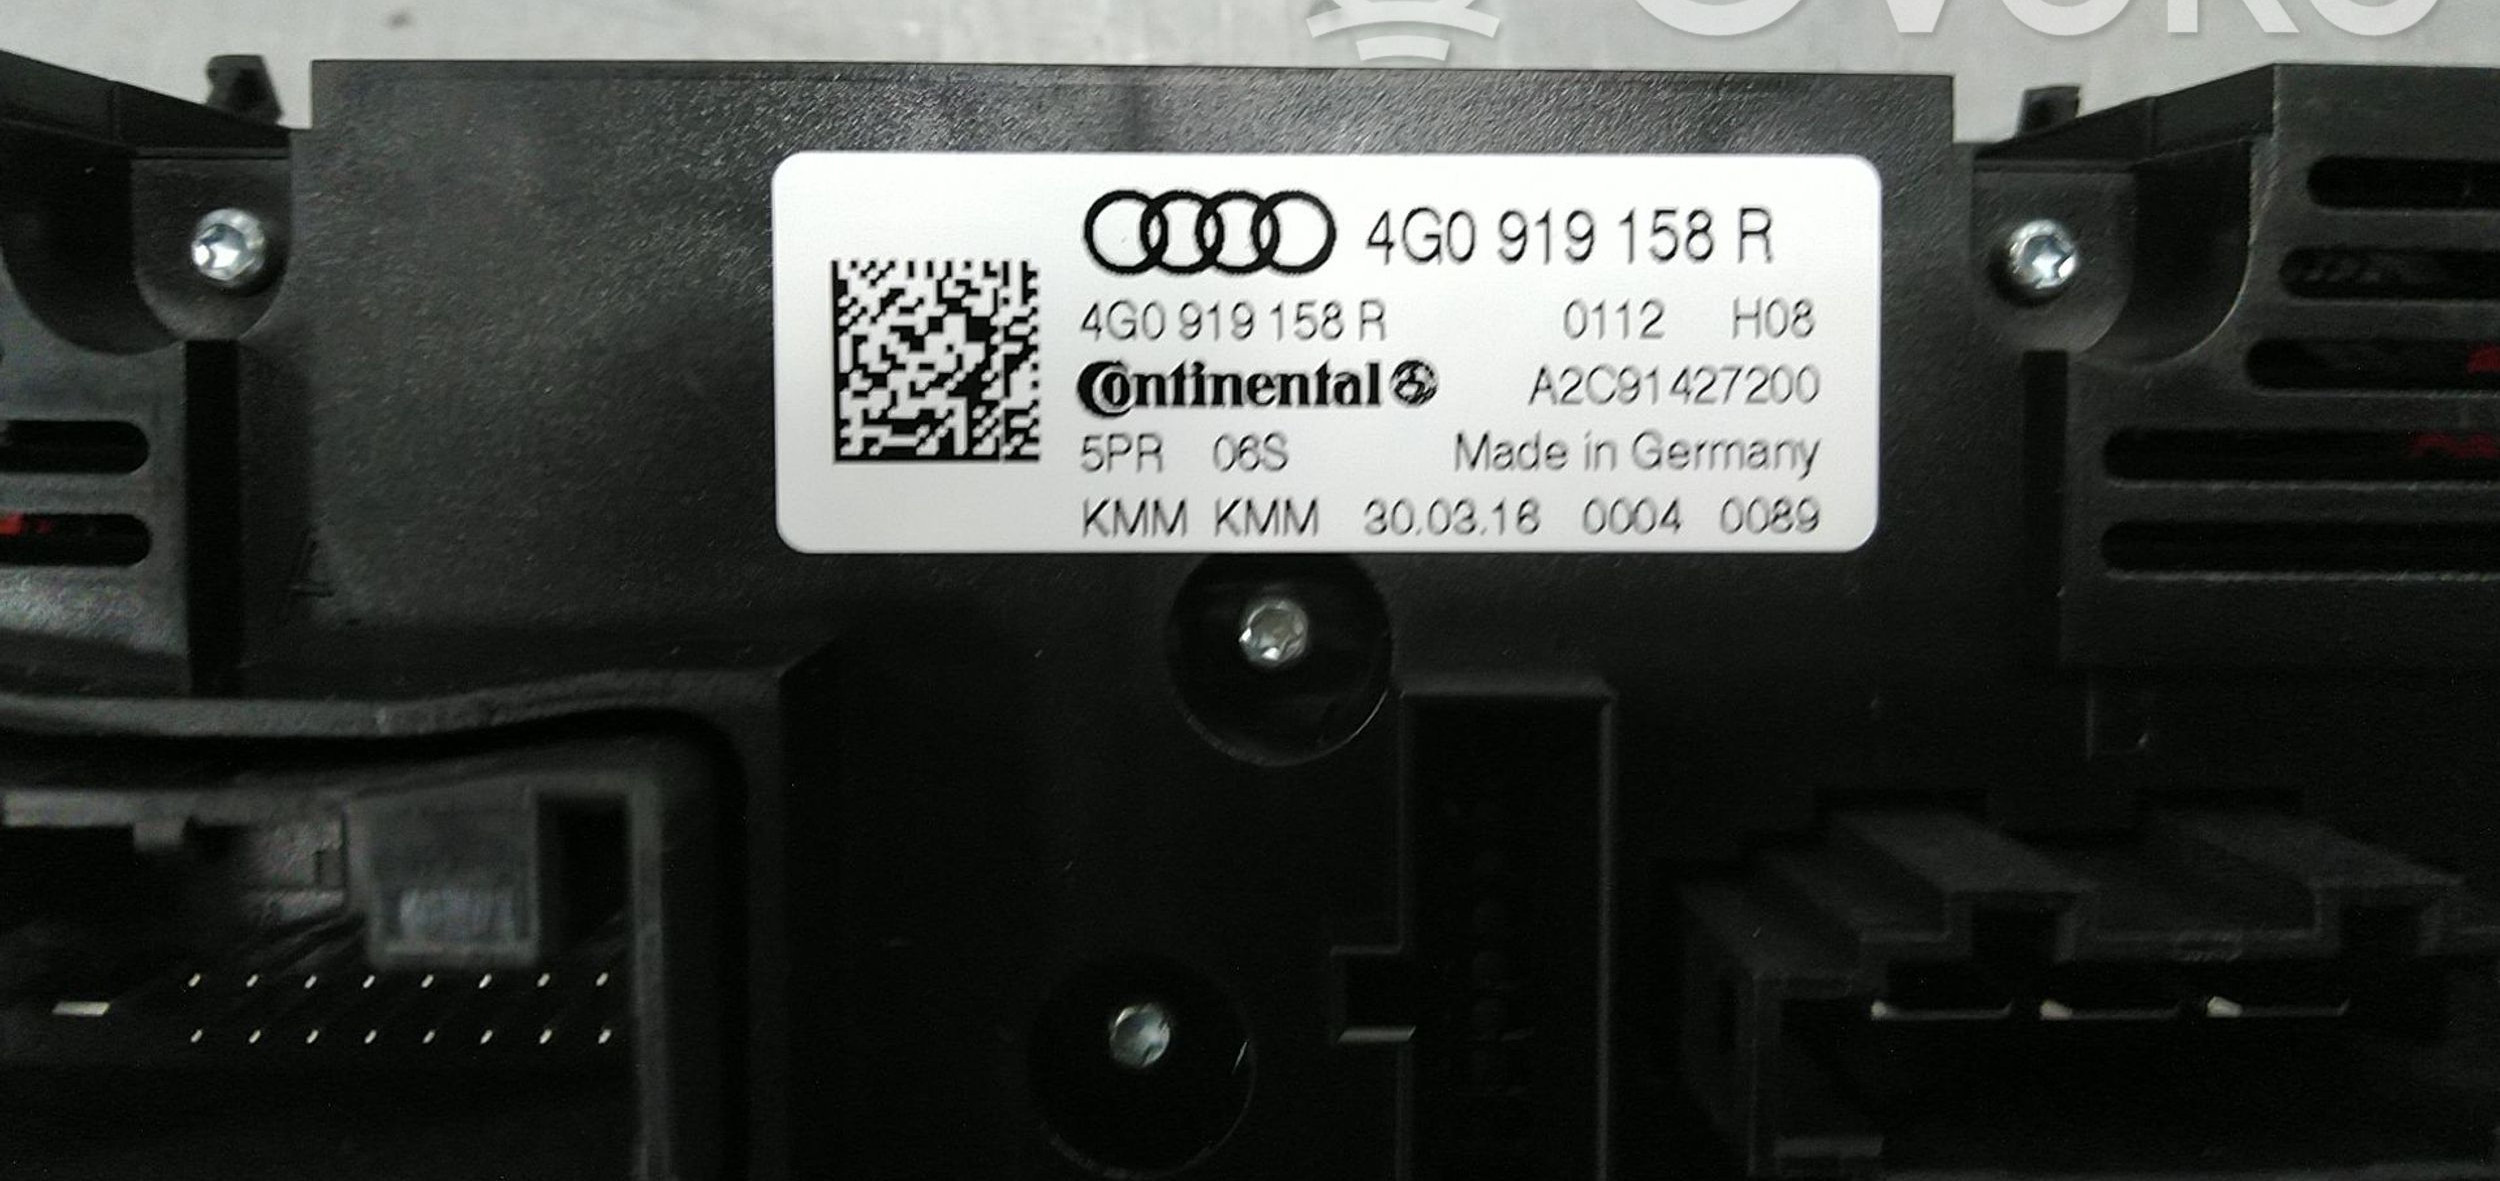 OVOKO
4G0 919 158 R
4G0 919 158 R 0112 H08
Continental A2C91427200
5PR 06S Made in Germany
KMM KMM 30.03.16 0004 0089